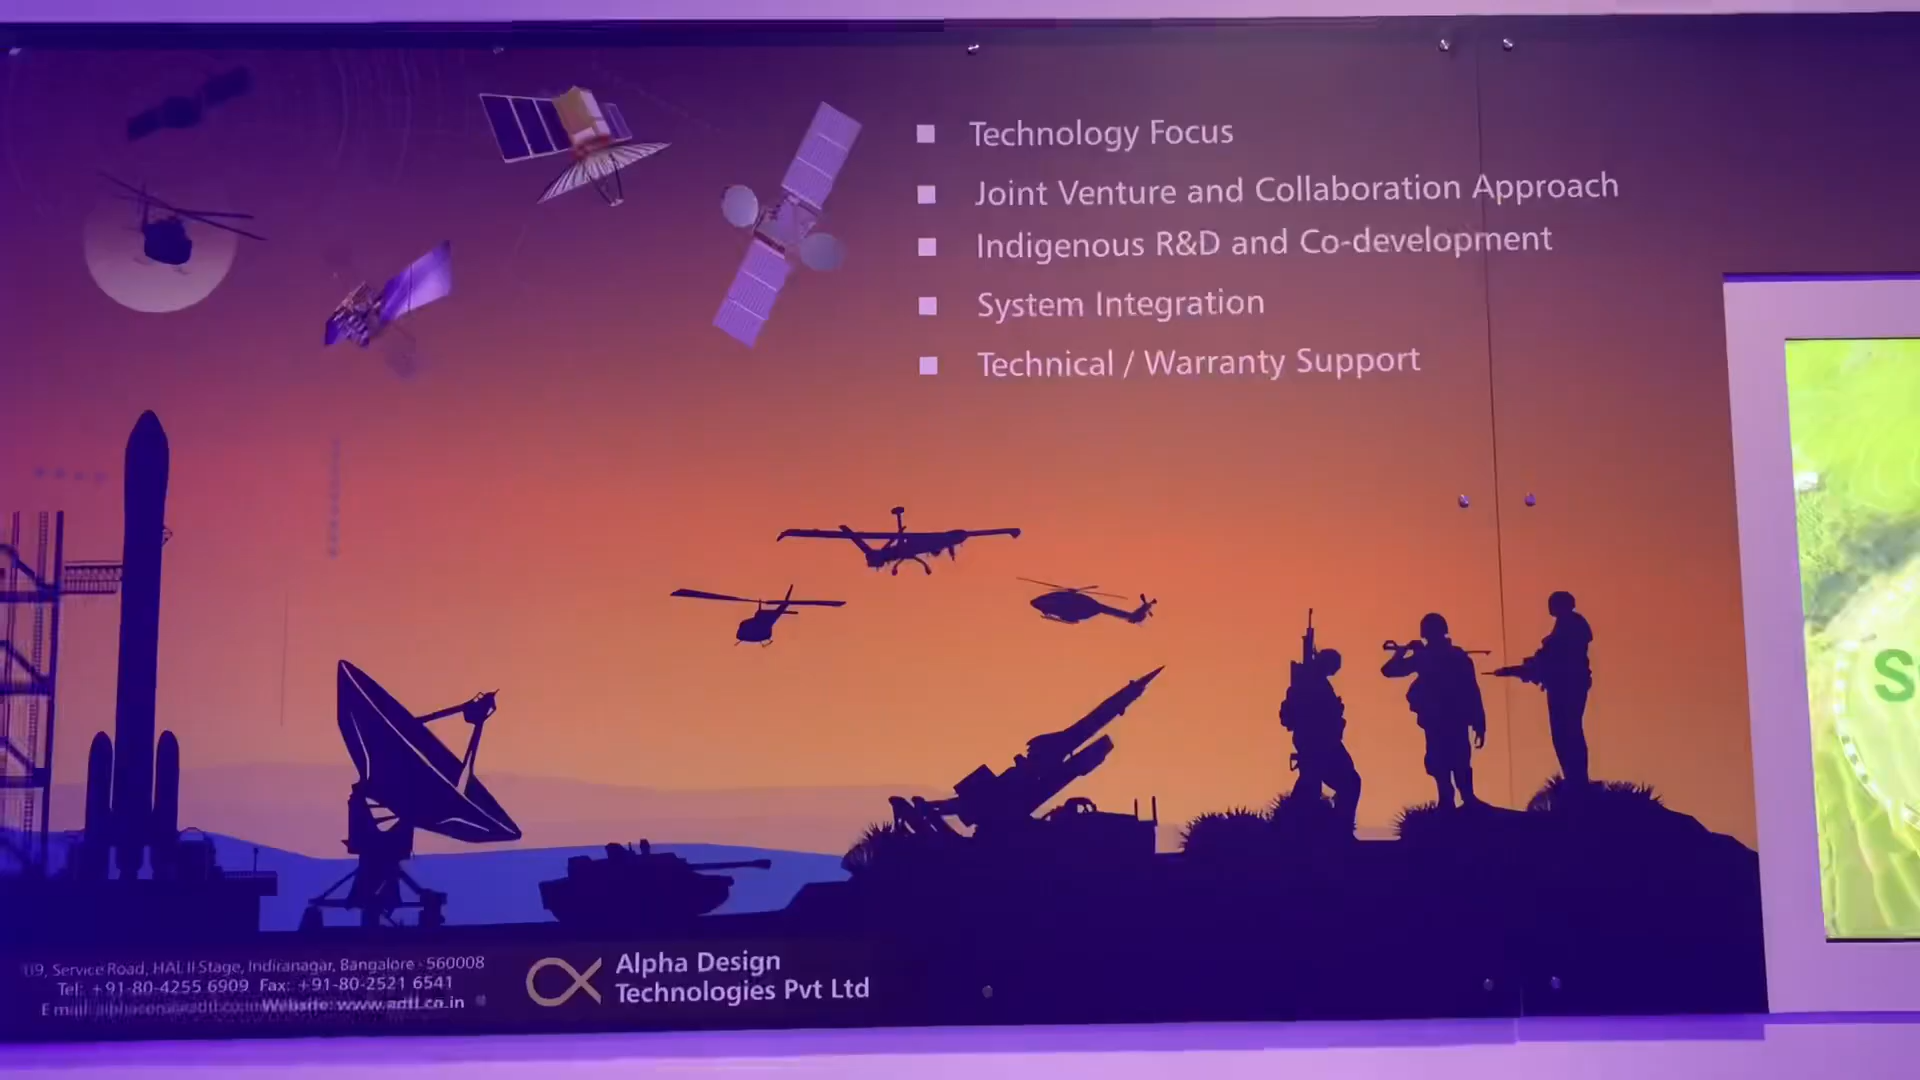 Technology Focus
Joint Venture and Collaboration Approach
Indigenous R&D and Co-development
System Integration
Technical / Warranty Support
Service Road, HAL II Stage, Indiranagar, Bangalore - 560008
Tel: +91-80-4255 6909 Fax: +91-80-2521 6541
Website: www.adtl.co.in
Alpha Design
Technologies Pvt Ltd
S